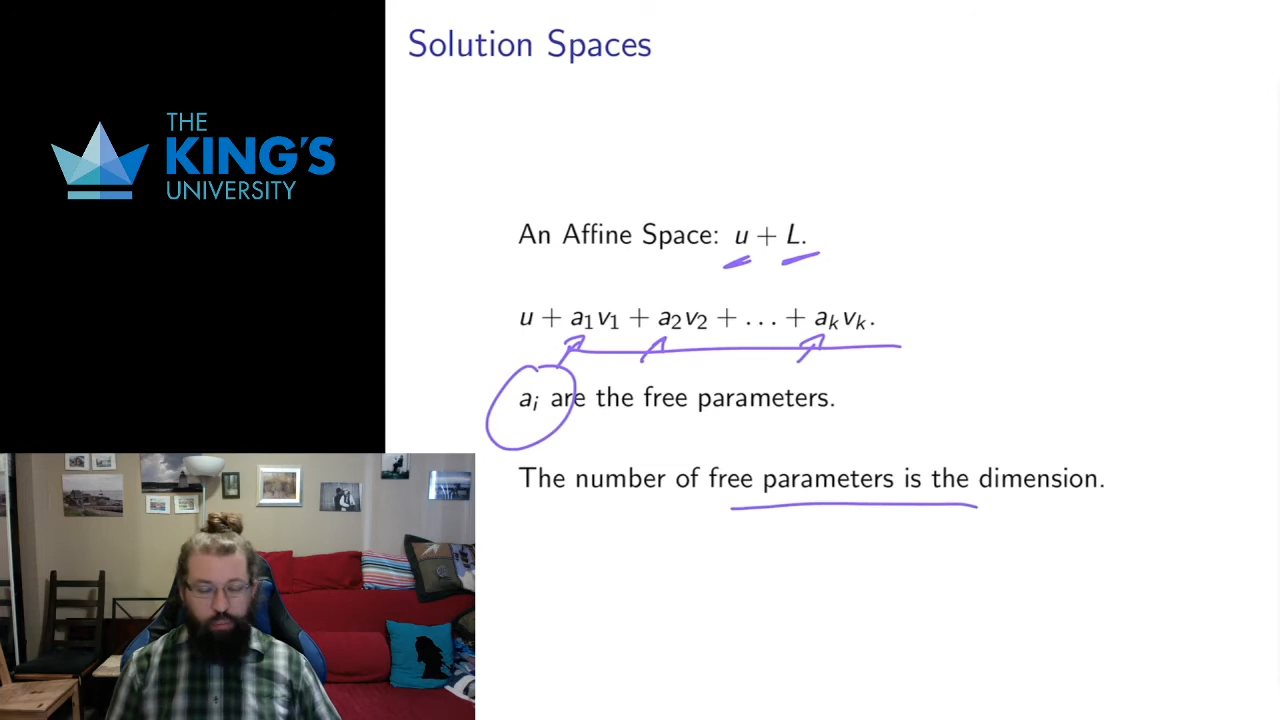 THE
KING'S
UNIVERSITY
Solution Spaces
An Affine Space: u + L.
u + a₁v₁ + a₂v₂ + … + aₖvₖ.
aᵢ are the free parameters.
The number of free parameters is the dimension.